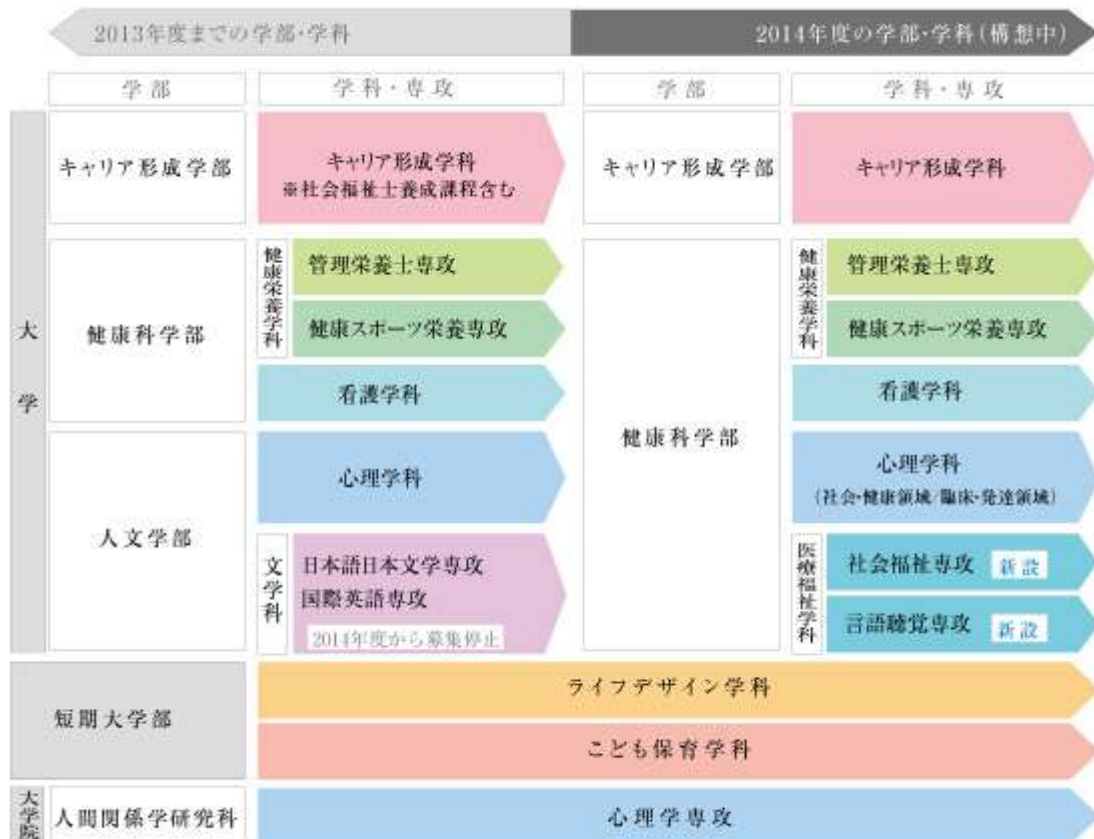 2013年度までの学部・学科
2014年度の学部・学科(構想中)
学部
学科・専攻
学部
学科・専攻
大学
キャリア形成学部
キャリア形成学科
※社会福祉士養成課程含む
キャリア形成学部
キャリア形成学科
健康科学部
健康栄養学科
管理栄養士専攻
健康スポーツ栄養専攻
看護学科
人文学部
心理学科
文学科
日本語日本文学専攻
国際英語専攻
2014年度から募集停止
健康科学部
健康栄養学科
管理栄養士専攻
健康スポーツ栄養専攻
看護学科
心理学科
(社会・健康領域/臨床・発達領域)
医療福祉学科
社会福祉専攻 新設
言語聴覚専攻 新設
短期大学部
ライフデザイン学科
こども保育学科
大学院
人間関係学研究科
心理学専攻